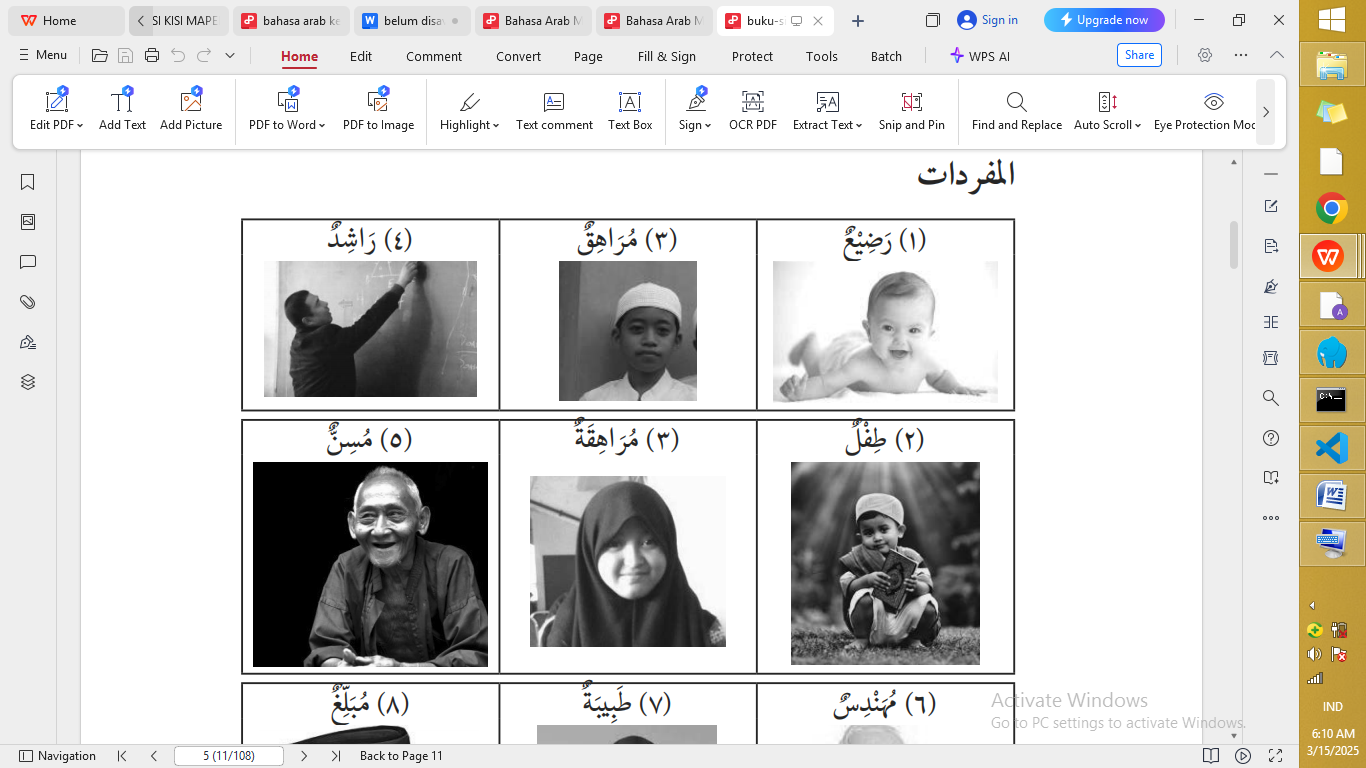 Home
SI KISI MAPE
bahasa arab ke
belum disav
Bahasa Arab M
Bahasa Arab M
buku-s
Sign in
Upgrade now
Menu
Home
Edit
Comment
Convert
Page
Fill & Sign
Protect
Tools
Batch
WPS AI
Share
Edit PDF
Add Text
Add Picture
PDF to Word
PDF to Image
Highlight
Text comment
Text Box
Sign
OCR PDF
Extract Text
Snip and Pin
Find and Replace
Auto Scroll
Eye Protection Mod
المفردات
(١) رَضِيْعٌ
(٣) مُرَاهِقٌ
(٤) رَاشِدٌ
(٢) طِفْلٌ
(٣) مُرَاهِقَةٌ
(٥) مُسِنٌّ
(٦) مُهَنْدِسٌ
(٧) طَبِيبَةٌ
(٨) مُبَلِّغٌ
Activate Windows
Go to PC settings to activate Windows.
Navigation
5 (11/108)
Back to Page 11
IND
6:10 AM
3/15/2025